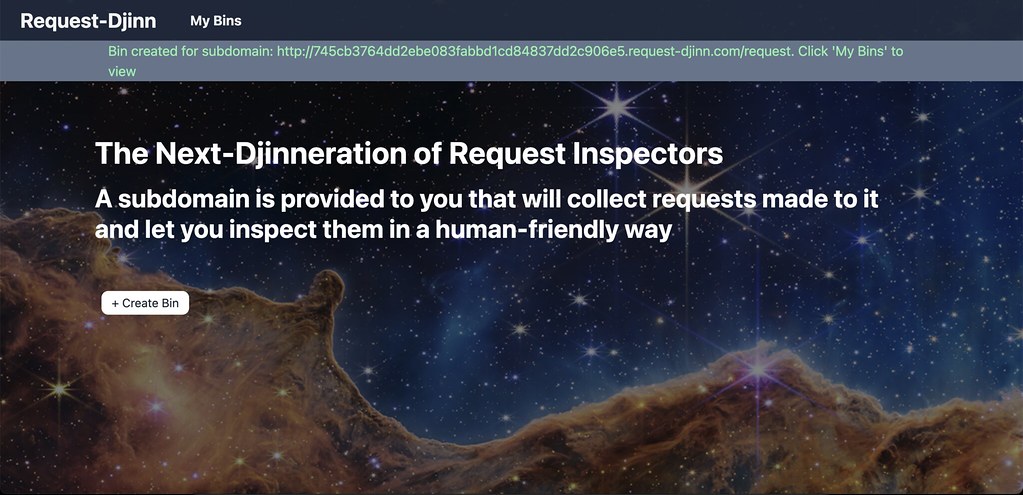 Request-Djinn My Bins
Bin created for subdomain: http://745cb3764dd2ebe083fabbd1cd84837dd2c906e5.request-djinn.com/request. Click 'My Bins' to
view
The Next-Djinneration of Request Inspectors
A subdomain is provided to you that will collect requests made to it
and let you inspect them in a human-friendly way
+ Create Bin